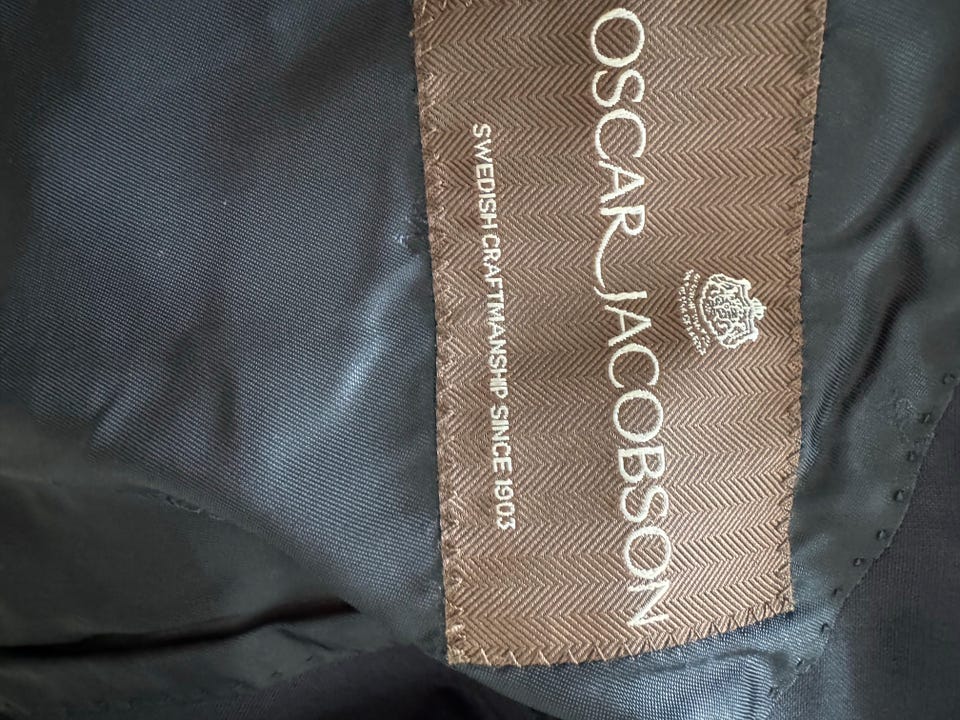 OSCAR JACOBSON
SWEDISH CRAFTMANSHIP SINCE 1903